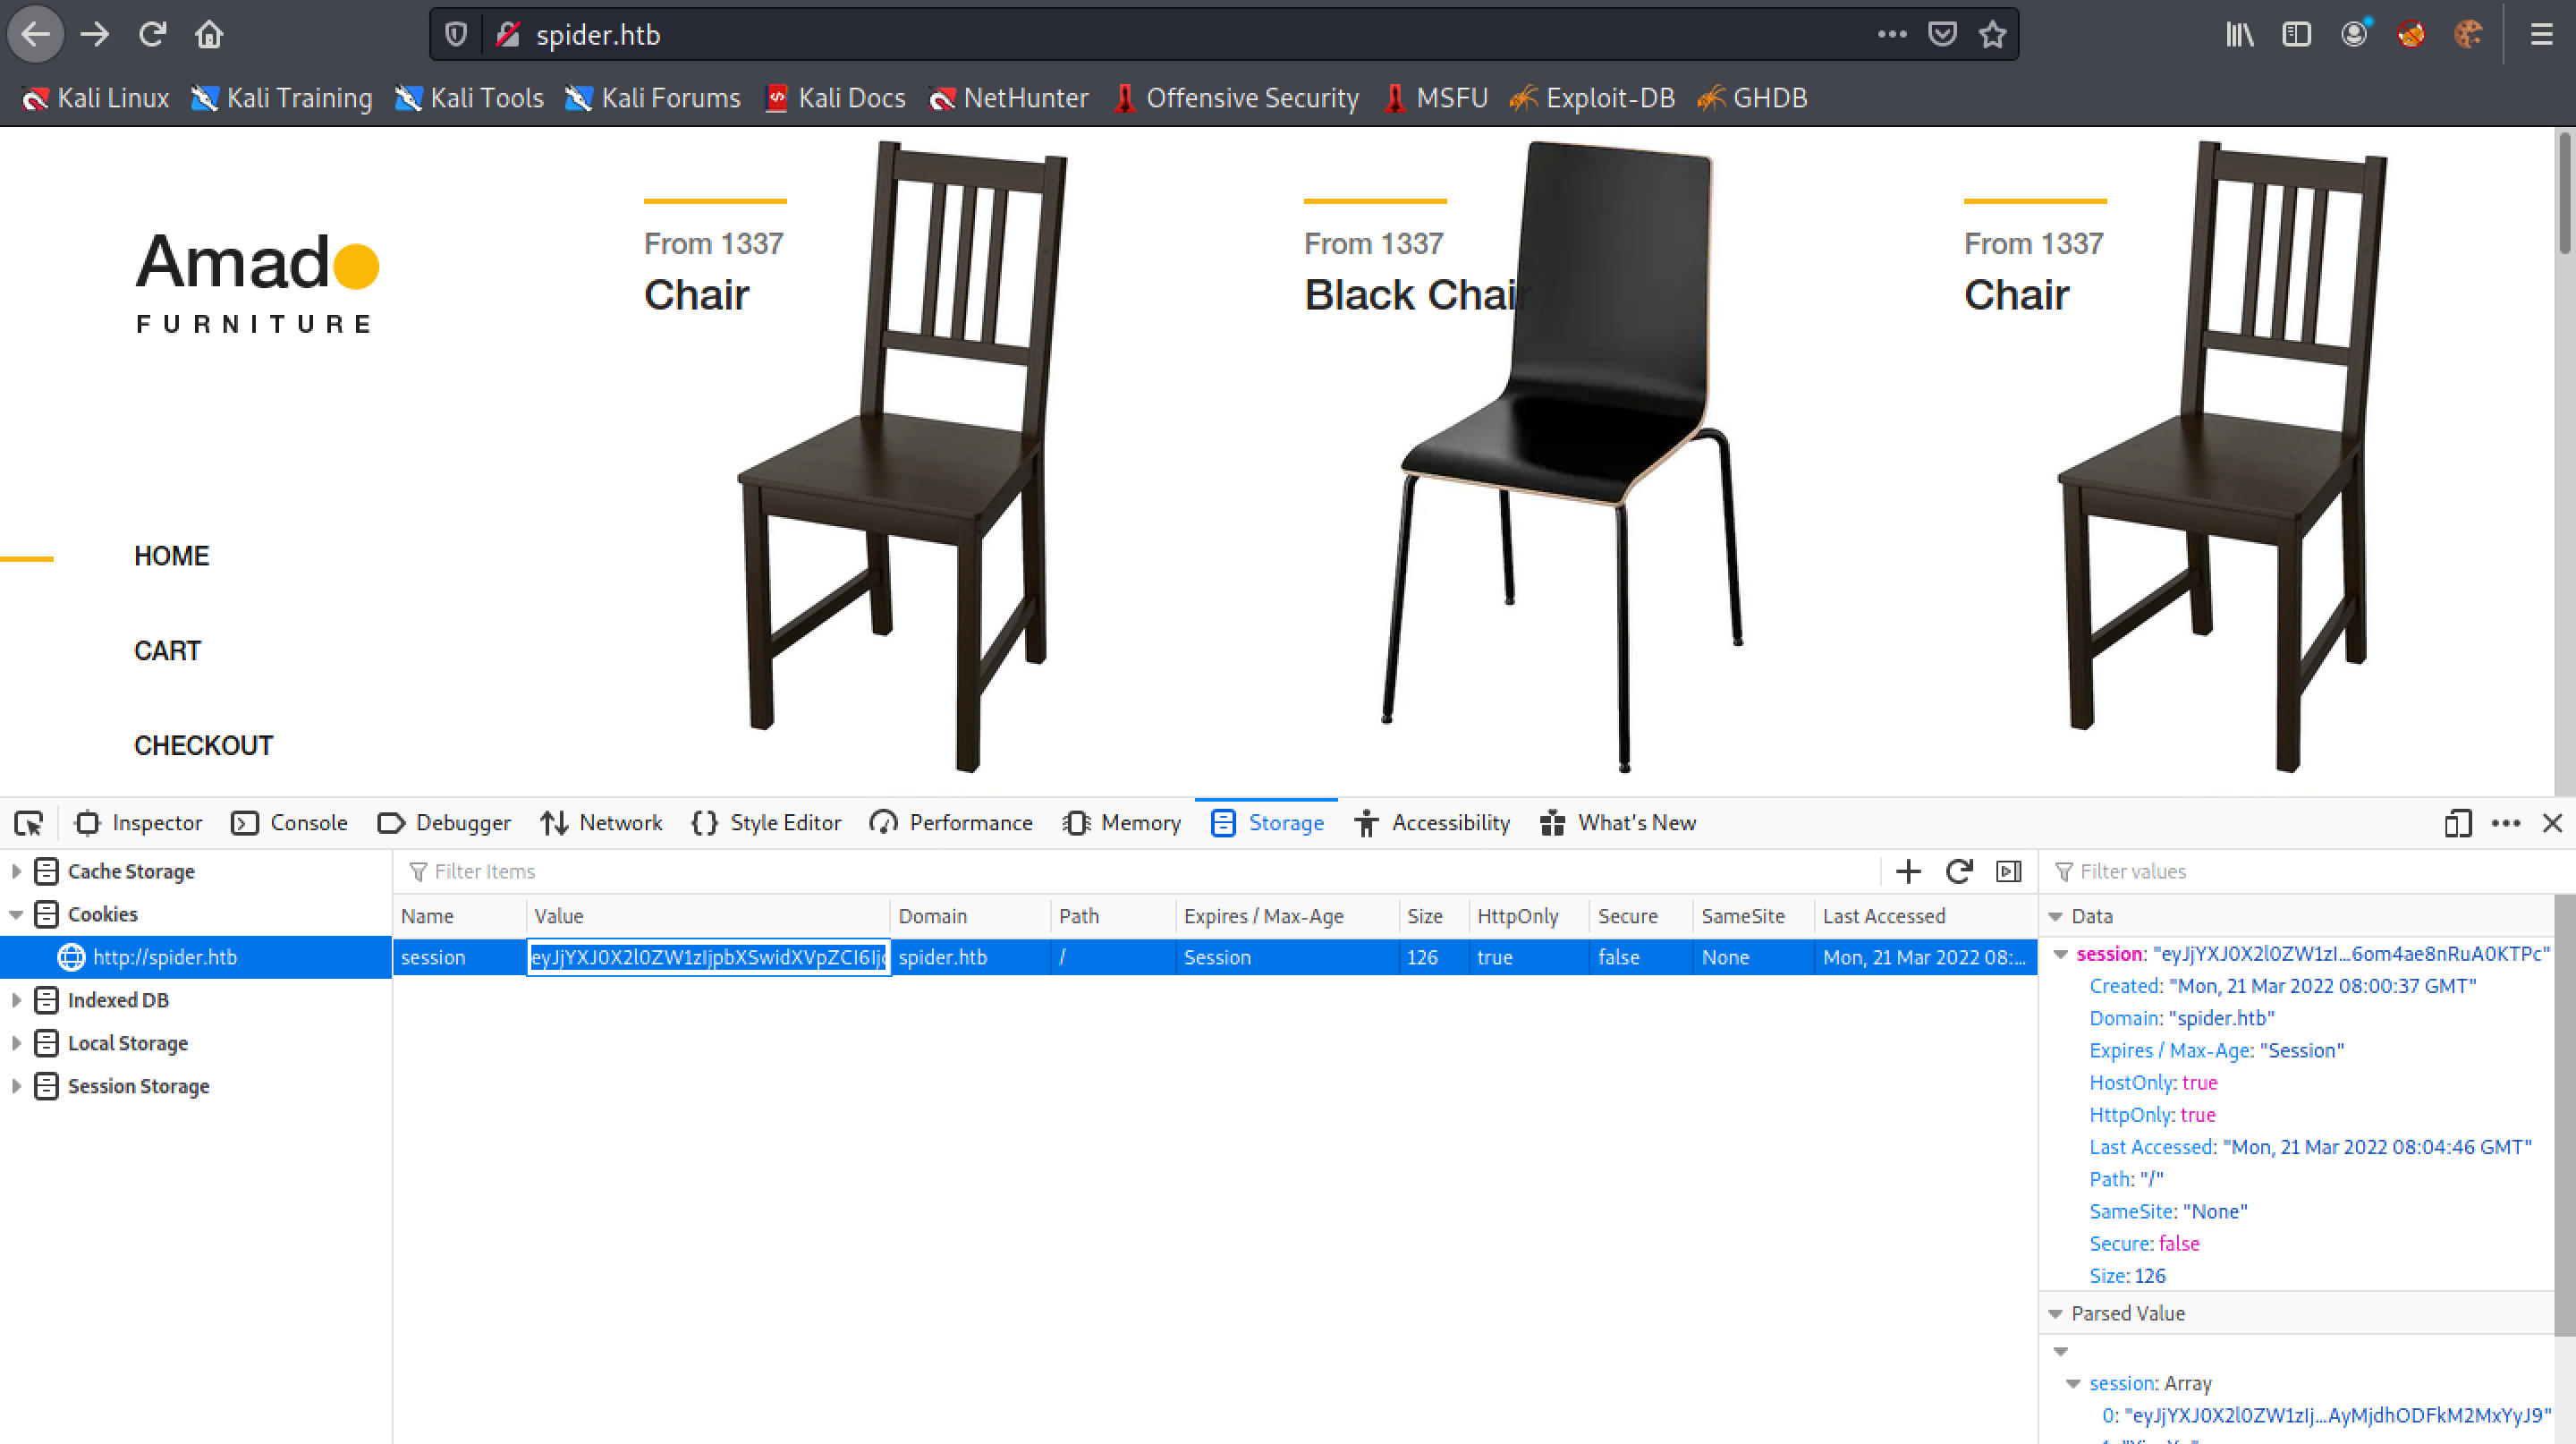 spider.htb
Kali Linux Kali Training Kali Tools Kali Forums Kali Docs NetHunter Offensive Security MSFU Exploit-DB GHDB
Amado
FURNITURE
HOME
CART
CHECKOUT
From 1337
Chair
From 1337
Black Chair
From 1337
Chair
Inspector Console Debugger Network Style Editor Performance Memory Storage Accessibility What's New
Cache Storage
Cookies
http://spider.htb
Indexed DB
Local Storage
Session Storage
Filter Items
Name Value Domain Path Expires / Max-Age Size HttpOnly Secure SameSite Last Accessed
session eyJjYXJ0X2l0ZW1zIjpbXSwidXVpZCI6Ijc spider.htb / Session 126 true false None Mon, 21 Mar 2022 08:...
Filter values
Data
session: "eyJjYXJ0X2l0ZW1zI...6om4ae8nRuA0KTPc"
Created: "Mon, 21 Mar 2022 08:00:37 GMT"
Domain: "spider.htb"
Expires / Max-Age: "Session"
HostOnly: true
HttpOnly: true
Last Accessed: "Mon, 21 Mar 2022 08:04:46 GMT"
Path: "/"
SameSite: "None"
Secure: false
Size: 126
Parsed Value
session: Array
0: "eyJjYXJ0X2l0ZW1zIj...AyMjdhODFkM2MxYyJ9"